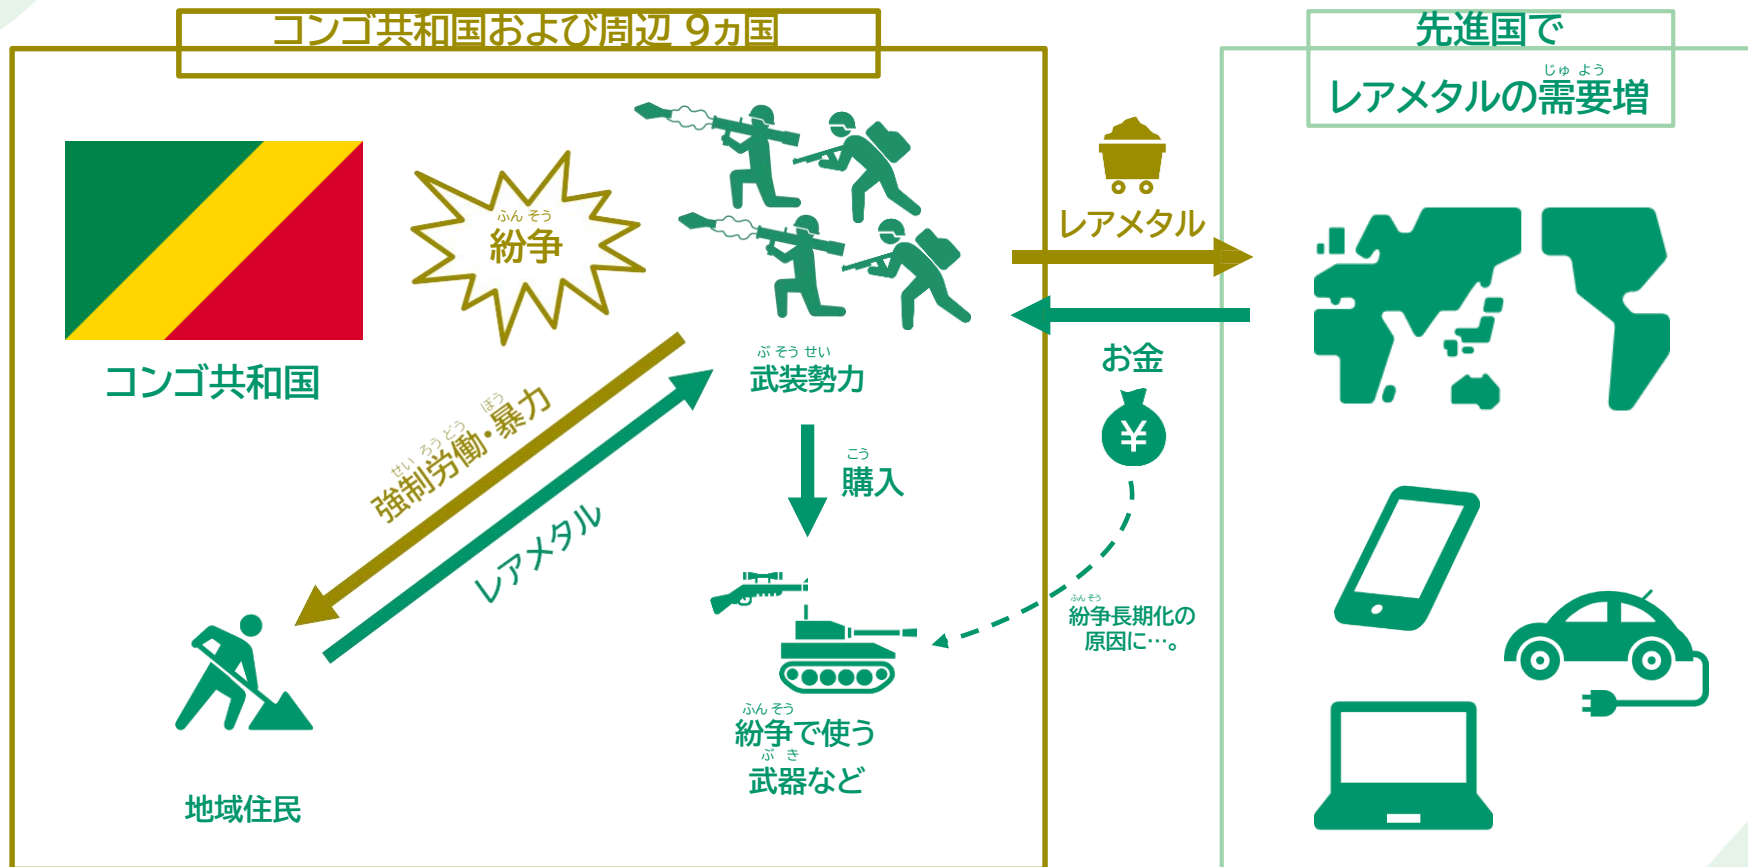 コンゴ共和国および周辺 9ヵ国
先進国で
じゅ よう
レアメタルの需要増
ふん そう
紛争
レアメタル
コンゴ共和国
ぶ そう せい
武装勢力
お金
¥
せい ろう どう ぼう
強制労働・暴力
レアメタル
こう
購入
ふん そう
紛争長期化の
原因に…。
ふん そう
紛争で使う
ぶ き
武器など
地域住民